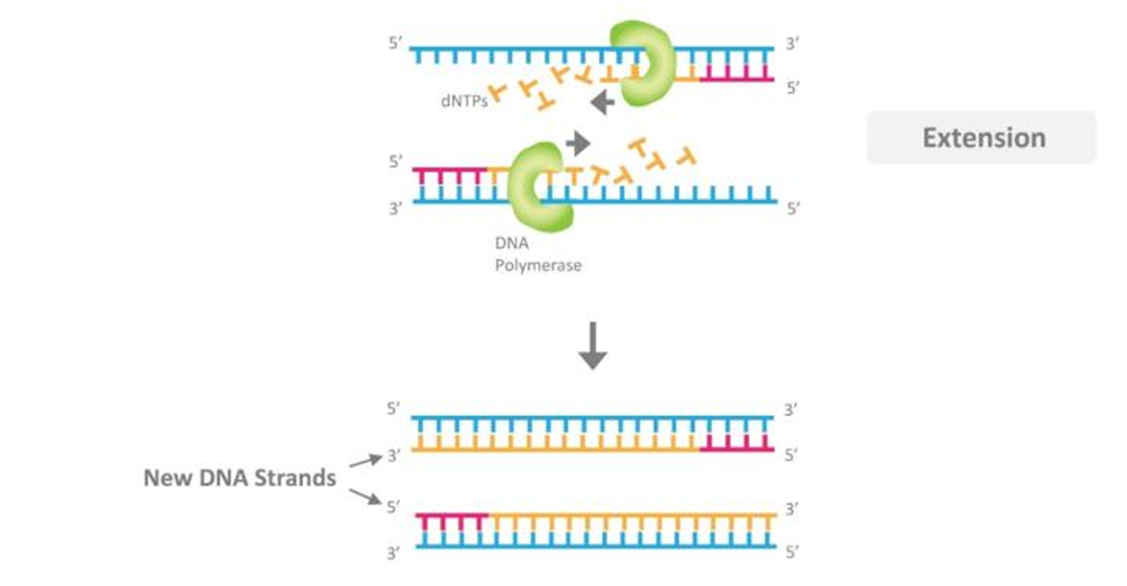 5’ 3’
dNTPs 5’
Extension
5’
3’ 5’
DNA
Polymerase
5’ 3’
3’ 5’
New DNA Strands
5’ 3’
3’ 5’